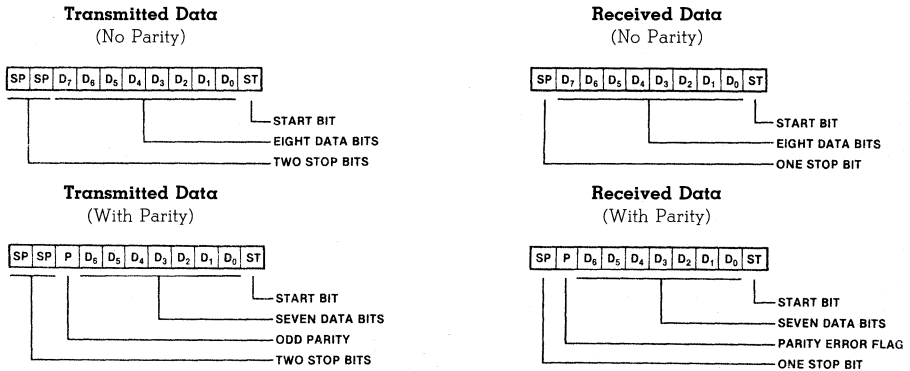 Transmitted Data
(No Parity)
SP SP D₇ D₆ D₅ D₄ D₃ D₂ D₁ D₀ ST
START BIT
EIGHT DATA BITS
TWO STOP BITS
Received Data
(No Parity)
SP D₇ D₆ D₅ D₄ D₃ D₂ D₁ D₀ ST
START BIT
EIGHT DATA BITS
ONE STOP BIT
Transmitted Data
(With Parity)
SP SP P D₆ D₅ D₄ D₃ D₂ D₁ D₀ ST
START BIT
SEVEN DATA BITS
ODD PARITY
TWO STOP BITS
Received Data
(With Parity)
SP P D₆ D₅ D₄ D₃ D₂ D₁ D₀ ST
START BIT
SEVEN DATA BITS
PARITY ERROR FLAG
ONE STOP BIT